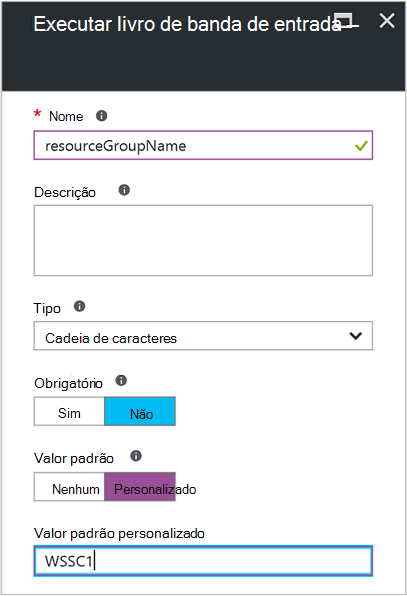 Executar livro de banda de entrada
* Nome
resourceGroupName
Descrição
Tipo
Cadeia de caracteres
Obrigatório
Sim Não
Valor padrão
Nenhum Personalizado
Valor padrão personalizado
WSSC1